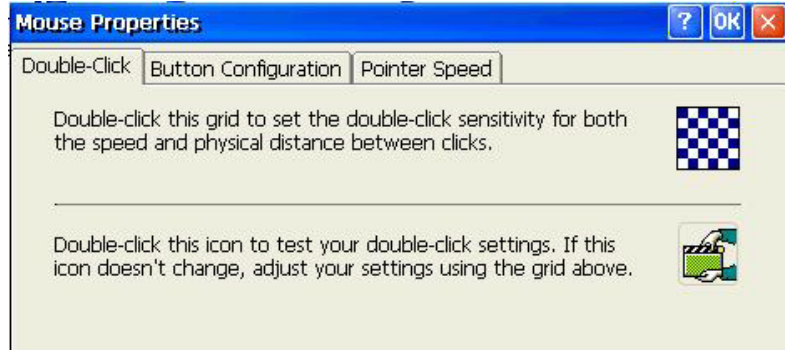 Mouse Properties ? OK ×
Double-Click Button Configuration Pointer Speed
Double-click this grid to set the double-click sensitivity for both
the speed and physical distance between clicks.
Double-click this icon to test your double-click settings. If this
icon doesn't change, adjust your settings using the grid above.